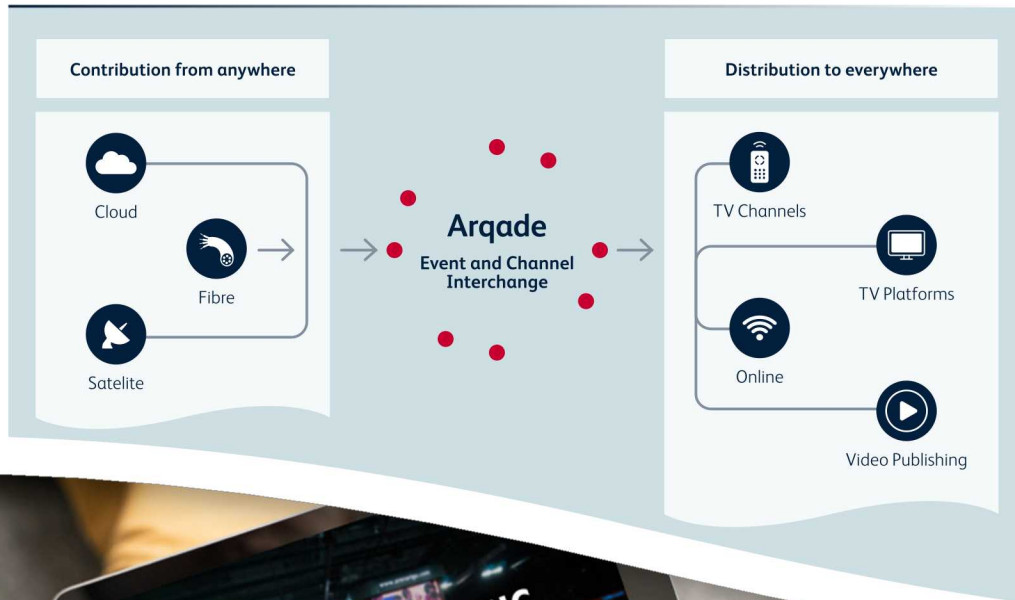 Contribution from anywhere
Cloud
Fibre
Satelite
Arqade
Event and Channel
Interchange
Distribution to everywhere
TV Channels
TV Platforms
Online
Video Publishing